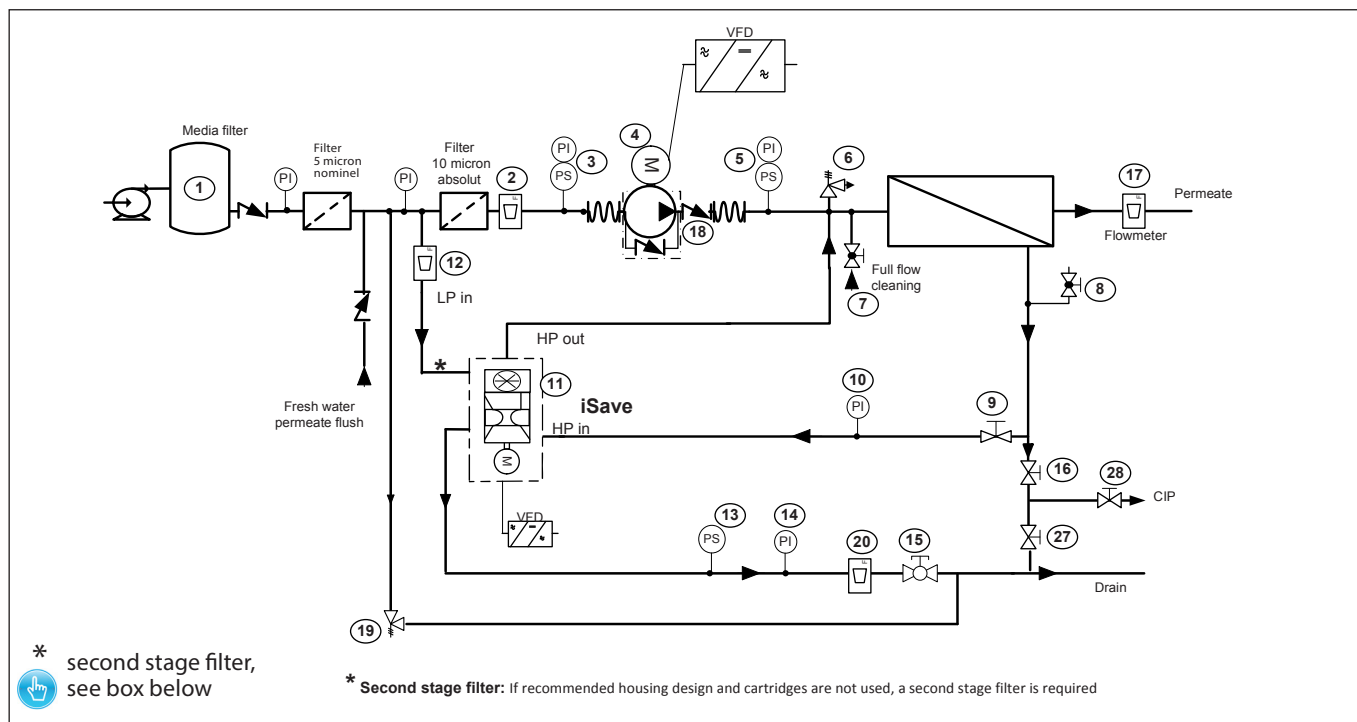 VFD
Media filter
Filter
5 micron
nominel
Filter
10 micron
absolut
1
PI
PI
2
PI
PS
3
4
M
18
5
PI
PS
6
17
F
F
Permeate
Flowmeter
12
F
LP in
Full flow
cleaning
7
8
HP out
*
11
iSave
HP in
M
VFD
10
PI
9
Fresh water
permeate flush
16
28
CIP
27
13
PS
14
PI
20
F
15
Drain
19
*
second stage filter,
see box below
* Second stage filter: If recommended housing design and cartridges are not used, a second stage filter is required